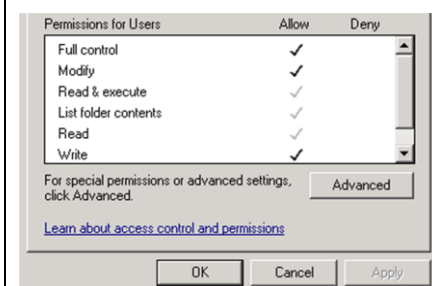 Permissions for Users Allow Deny
Full control
Modify
Read & execute
List folder contents
Read
Write
For special permissions or advanced settings,
click Advanced.
Advanced
Learn about access control and permissions
OK Cancel Apply